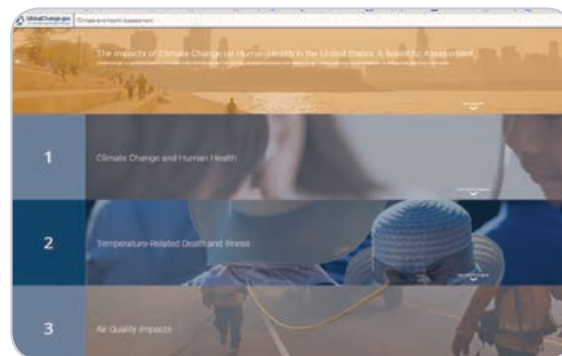 GlobalChange.gov Climate and Health Assessment
The Impacts of Climate Change on Human Health in the United States: A Scientific Assessment
1
Climate Change and Human Health
2
Temperature-Related Death and Illness
3
Air Quality Impacts